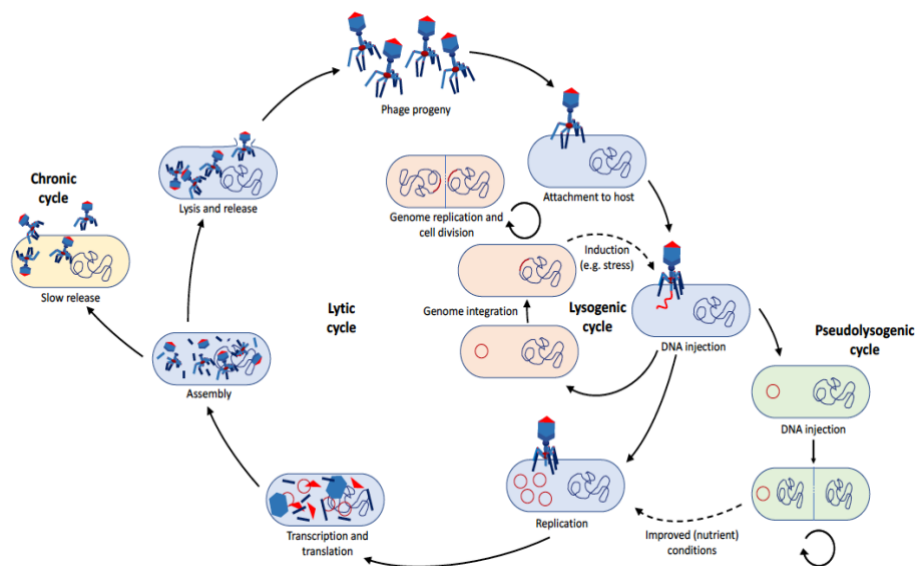 Phage progeny
Lysis and release
Attachment to host
Chronic
cycle
Slow release
Genome replication and
cell division
Induction
(e.g. stress)
Genome integration
Lytic
cycle
Lysogenic
cycle
DNA injection
Pseudolysogenic
cycle
DNA injection
Assembly
Replication
Transcription and
translation
Improved (nutrient)
conditions